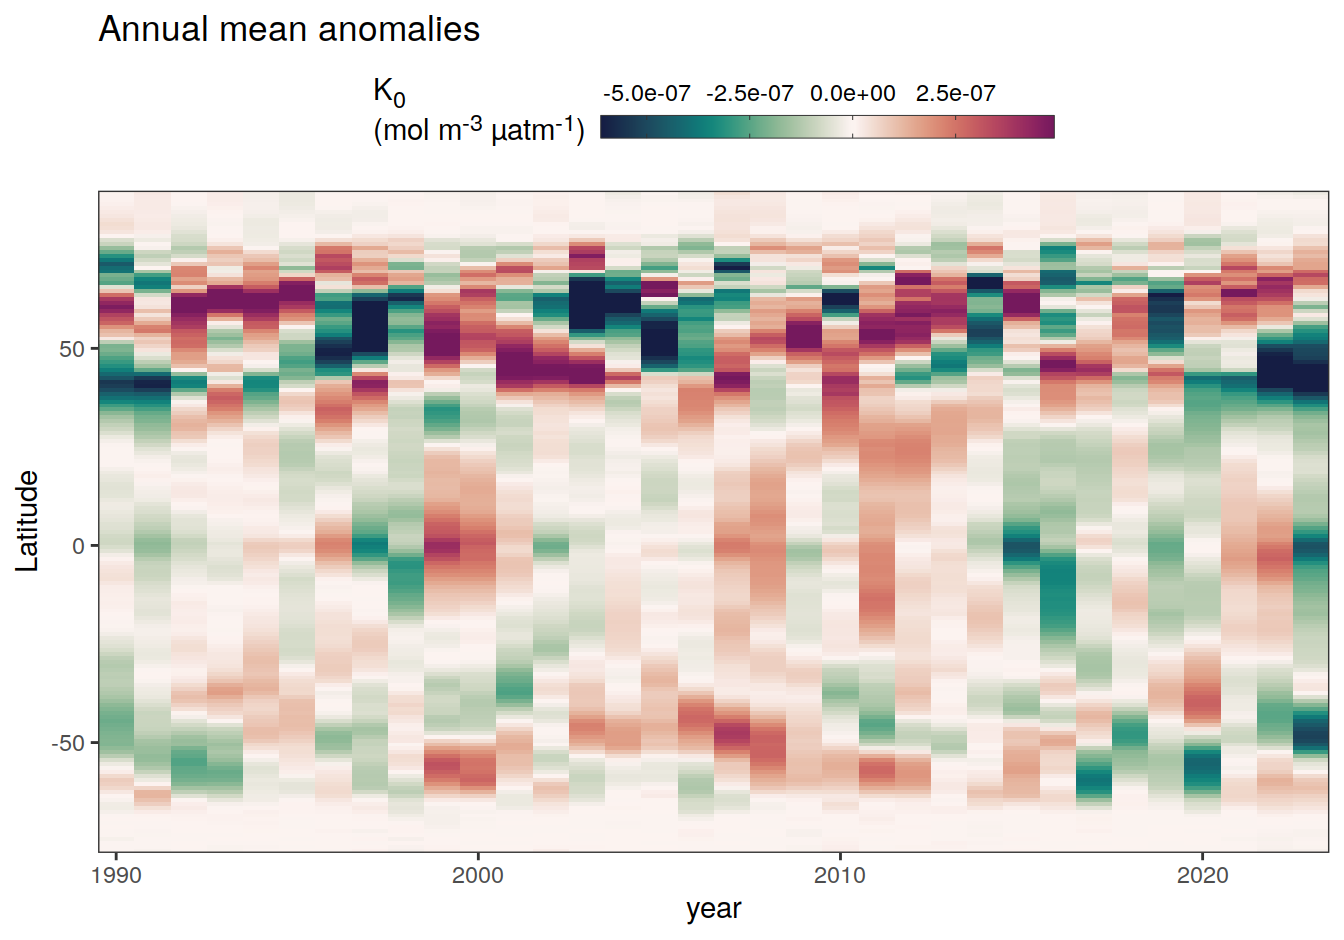 Annual mean anomalies
K0
(mol m-3 µatm-1)
-5.0e-07 -2.5e-07 0.0e+00 2.5e-07
Latitude
50
0
-50
1990 2000 2010 2020
year